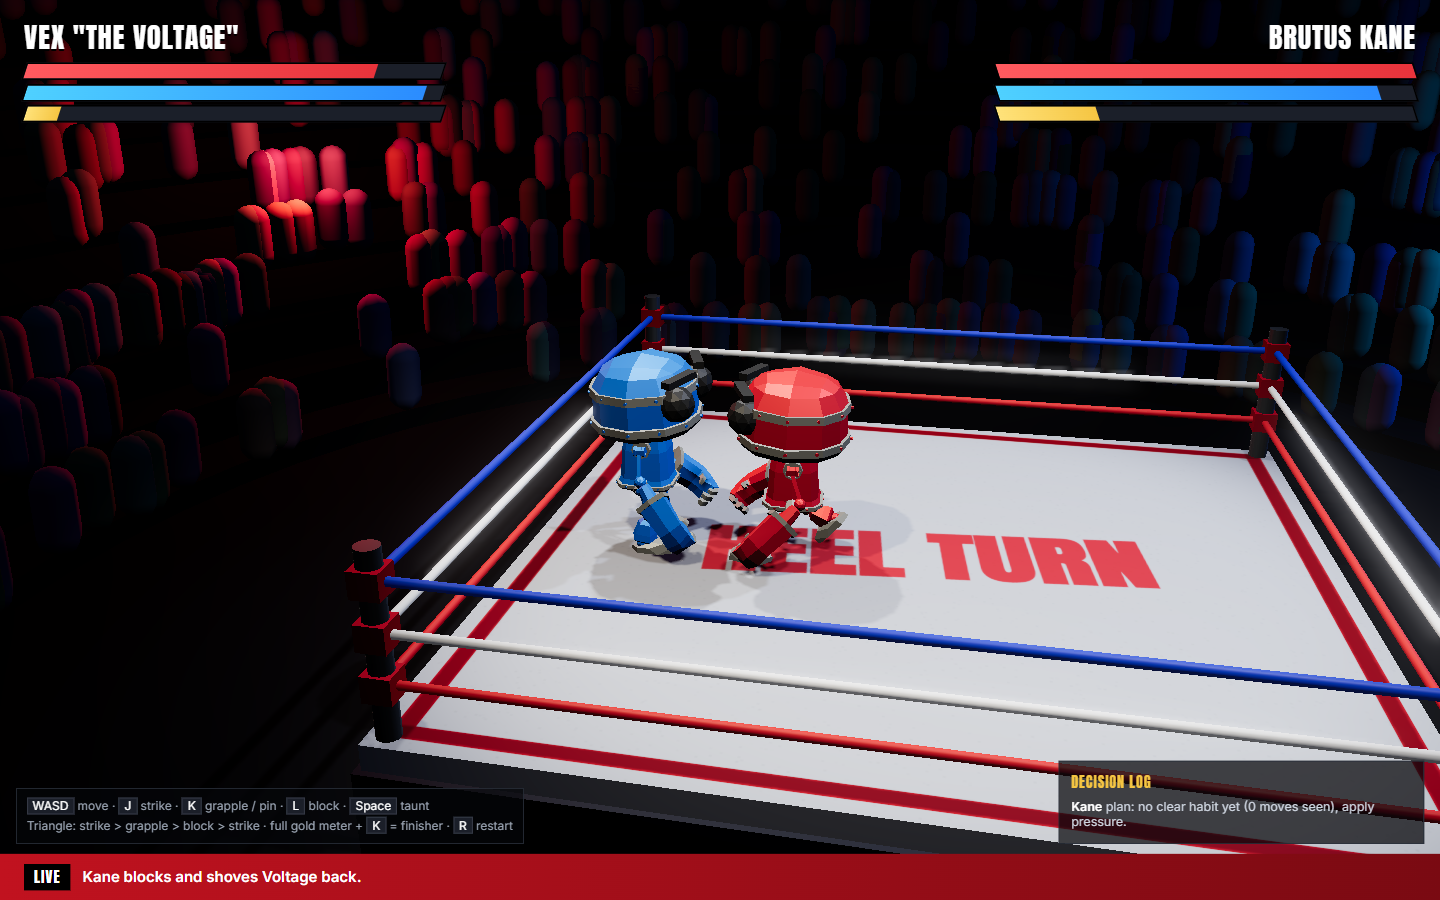 VEX "THE VOLTAGE"
BRUTUS KANE
HEEL TURN
WASD move · J strike · K grapple / pin · L block · Space taunt
Triangle: strike > grapple > block > strike · full gold meter + K = finisher · R restart
DECISION LOG
Kane plan: no clear habit yet (0 moves seen), apply
pressure.
LIVE Kane blocks and shoves Voltage back.